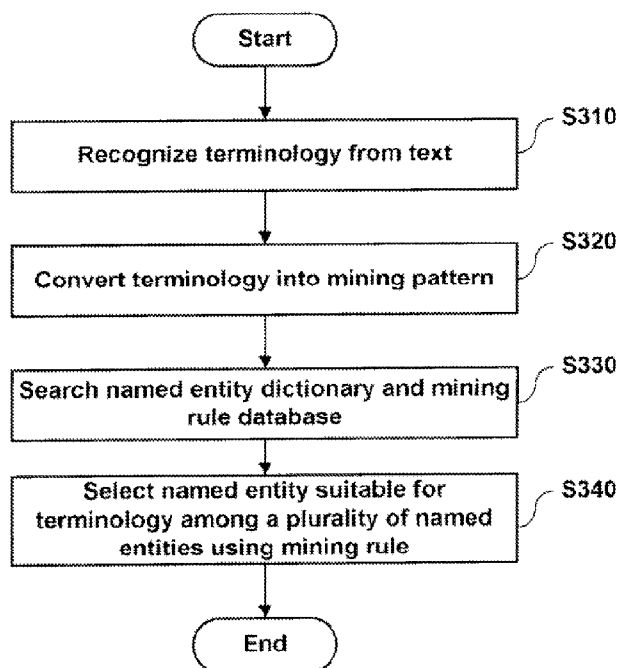 Start
S310
Recognize terminology from text
S320
Convert terminology into mining pattern
S330
Search named entity dictionary and mining
rule database
S340
Select named entity suitable for
terminology among a plurality of named
entities using mining rule
End